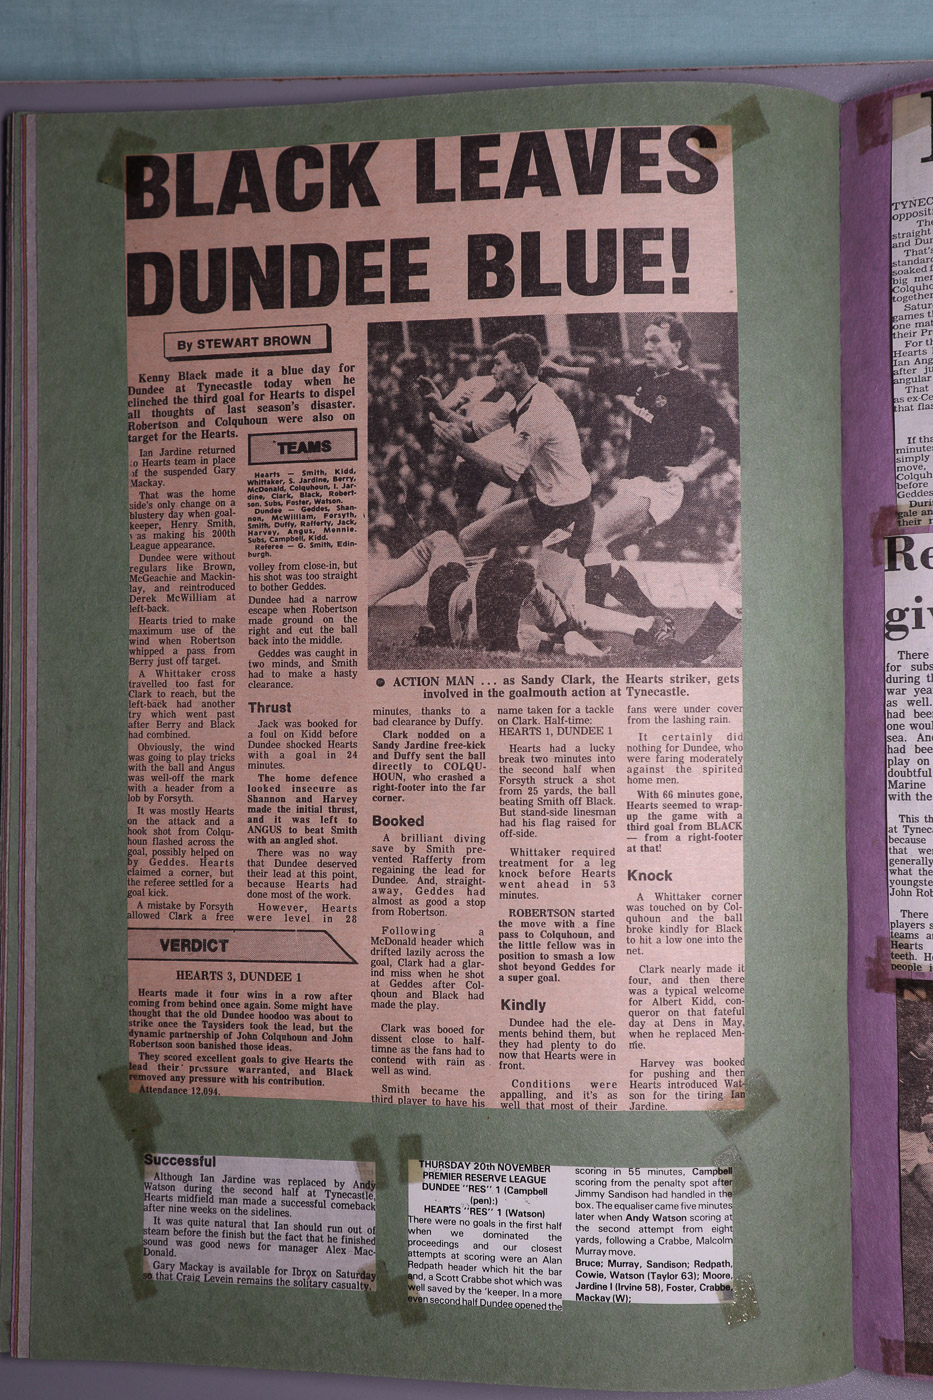 BLACK LEAVES
DUNDEE BLUE!
By STEWART BROWN
Kenny Black made it a blue day for
Dundee at Tynecastle today when he
clinched the third goal for Hearts to dispel
all thoughts of last season's disaster.
Robertson and Colquhoun were also on
target for the Hearts.
Ian Jardine returned
to Hearts team in place
of the suspended Gary
Mackay.
That was the home
side's only change on a
blustery day when goal-
keeper, Henry Smith,
was making his 200th
League appearance.
Dundee were without
regulars like Brown,
McGeachie and Mackin-
lay, and reintroduced
Derek McWilliam at
left-back.
Hearts tried to make
maximum use of the
wind when Robertson
whipped a pass from
Berry just off target.
A Whittaker cross
travelled too fast for
Clark to reach, but the
left-back had another
try which went past
after Berry and Black
had combined.
Obviously, the wind
was going to play tricks
with the ball and Angus
was well-off the mark
with a header from a
lob by Forsyth.
It was mostly Hearts
on the attack and a
hook shot from Colqu-
houn flashed across the
goal, possibly helped on
by Geddes. Hearts
claimed a corner, but
the referee settled for a
goal kick.
A mistake by Forsyth
allowed Clark a free
TEAMS
Hearts — Smith, Kidd,
Whittaker, S. Jardine, Berry,
McDonald, Colquhoun, I. Jar-
dine, Clark, Black, Robert-
son. Subs, Foster, Watson.
Dundee — Geddes, Shan-
non, McWilliam, Forsyth,
Smith, Duffy, Rafferty, Jack,
Harvey, Angus, Mennie.
Subs, Campbell, Kidd.
Referee — G. Smith, Edin-
burgh.
volley from close-in, but
his shot was too straight
to bother Geddes.
Dundee had a narrow
escape when Robertson
made ground on the
right and cut the ball
back into the middle.
Geddes was caught in
two minds, and Smith
had to make a hasty
clearance.
Thrust
Jack was booked for
a foul on Kidd before
Dundee shocked Hearts
with a goal in 24
minutes.
The home defence
looked insecure as
Shannon and Harvey
made the initial thrust,
and it was left to
ANGUS to beat Smith
with an angled shot.
There was no way
that Dundee deserved
their lead at this point,
because Hearts had
done most of the work.
However, Hearts
were level in 28
● ACTION MAN . . . as Sandy Clark, the Hearts striker, gets
involved in the goalmouth action at Tynecastle.
minutes, thanks to a
bad clearance by Duffy.
Clark nodded on a
Sandy Jardine free-kick
and Duffy sent the ball
directly to COLQU-
HOUN, who crashed a
right-footer into the far
corner.
Booked
A brilliant diving
save by Smith pre-
vented Rafferty from
regaining the lead for
Dundee. And, straight-
away, Geddes had
almost as good a stop
from Robertson.
Following a
McDonald header which
drifted lazily across the
goal, Clark had a glar-
ing miss when he shot
at Geddes after Col-
qhoun and Black had
made the play.
Clark was booed for
dissent close to half-
timne as the fans had to
contend with rain as
well as wind.
Smith became the
third player to have his
name taken for a tackle
on Clark. Half-time:
HEARTS 1, DUNDEE 1
Hearts had a lucky
break two minutes into
the second half when
Forsyth struck a shot
from 25 yards, the ball
beating Smith off Black.
But stand-side linesman
had his flag raised for
off-side.
Whittaker required
treatment for a leg
knock before Hearts
went ahead in 53
minutes.
ROBERTSON started
the move with a fine
pass to Colquhoun, and
the little fellow was in
position to smash a low
shot beyond Geddes for
a super goal.
Kindly
Dundee had the ele-
ments behind them, but
they had plenty to do
now that Hearts were in
front.
Conditions were
appalling, and it's as
well that most of their
fans were under cover
from the lashing rain.
It certainly did
nothing for Dundee, who
were faring moderately
against the spirited
home men.
With 66 minutes gone,
Hearts seemed to wrap-
up the game with a
third goal from BLACK
— from a right-footer
at that!
Knock
A Whittaker corner
was touched on by Col-
quhoun and the ball
broke kindly for Black
to hit a low one into the
net.
Clark nearly made it
four, and then there
was a typical welcome
for Albert Kidd, con-
queror on that fateful
day at Dens in May,
when he replaced Men-
nie.
Harvey was booked
for pushing and then
Hearts introduced Wat-
son for the tiring Ian
Jardine.
VERDICT
HEARTS 3, DUNDEE 1
Hearts made it four wins in a row after
coming from behind once again. Some might have
thought that the old Dundee hoodoo was about to
strike once the Taysiders took the lead, but the
dynamic partnership of John Colquhoun and John
Robertson soon banished those ideas.
They scored excellent goals to give Hearts the
lead their pressure warranted, and Black
removed any pressure with his contribution.
Attendance 12,094.
Successful
Although Ian Jardine was replaced by Andy
Watson during the second half at Tynecastle,
Hearts midfield man made a successful comeback
after nine weeks on the sidelines.
It was quite natural that Ian should run out of
steam before the finish but the fact that he finished
sound was good news for manager Alex Mac-
Donald.
Gary Mackay is available for Ibrox on Saturday
so that Craig Levein remains the solitary casualty.
THURSDAY 20th NOVEMBER
PREMIER RESERVE LEAGUE
DUNDEE "RES" 1 (Campbell
(pen);)
HEARTS "RES" 1 (Watson)
There were no goals in the first half
when we dominated the
proceedings and our closest
attempts at scoring were an Alan
Redpath header which hit the bar
and, a Scott Crabbe shot which was
well saved by the 'keeper. In a more
even second half Dundee opened the
scoring in 55 minutes, Campbell
scoring from the penalty spot after
Jimmy Sandison had handled in the
box. The equaliser came five minutes
later when Andy Watson scoring at
the second attempt from eight
yards, following a Crabbe, Malcolm
Murray move.
Bruce; Murray, Sandison; Redpath,
Cowie, Watson (Taylor 63); Moore,
Jardine I (Irvine 58), Foster, Crabbe,
Mackay (W);